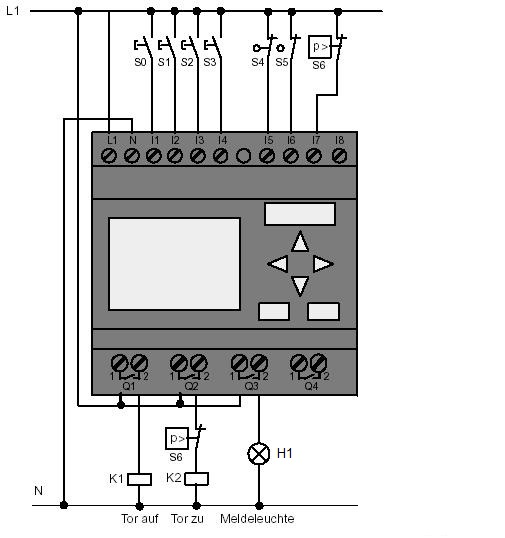 L1
S0 S1 S2 S3 S4 S5 p> S6
L1 N I1 I2 I3 I4 I5 I6 I7 I8
1 2 1 2 1 2 1 2
Q1 Q2 Q3 Q4
p>
S6
H1
K1 K2
N
Tor auf Tor zu Meldeleuchte